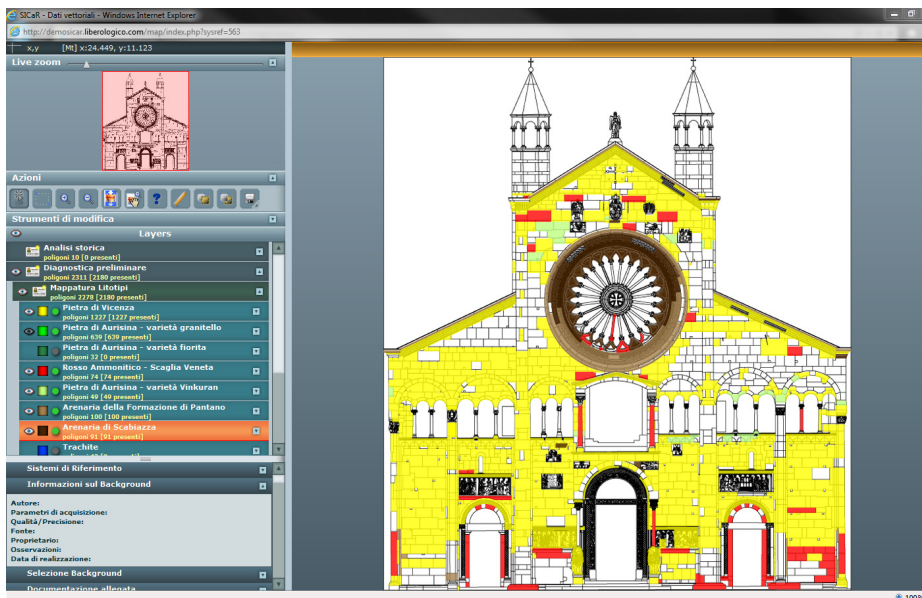 SICaR - Dati vettoriali - Windows Internet Explorer
http://demosicar.liberologico.com/map/index.php?sysref=563
x,y [Mt] x:24.449, y:11.123
Live zoom
Azioni
Strumenti di modifica
Layers
Analisi storica
poligoni 10 [0 presenti]
Diagnostica preliminare
poligoni 2311 [2180 presenti]
Mappatura Litotipi
poligoni 2278 [2180 presenti]
Pietra di Vicenza
poligoni 1227 [1227 presenti]
Pietra di Aurisina - varietà granitello
poligoni 639 [639 presenti]
Pietra di Aurisina - varietà fiorita
poligoni 32 [0 presenti]
Rosso Ammonitico - Scaglia Veneta
poligoni 74 [74 presenti]
Pietra di Aurisina - varietà Vinkuran
poligoni 49 [49 presenti]
Arenaria della Formazione di Pantano
poligoni 100 [100 presenti]
Arenaria di Scabiazza
poligoni 91 [91 presenti]
Trachite
Sistemi di Riferimento
Informazioni sul Background
Autore:
Parametri di acquisizione:
Qualità/Precisione:
Fonte:
Proprietario:
Osservazioni:
Data di realizzazione:
Selezione Background
Documentazione allegata